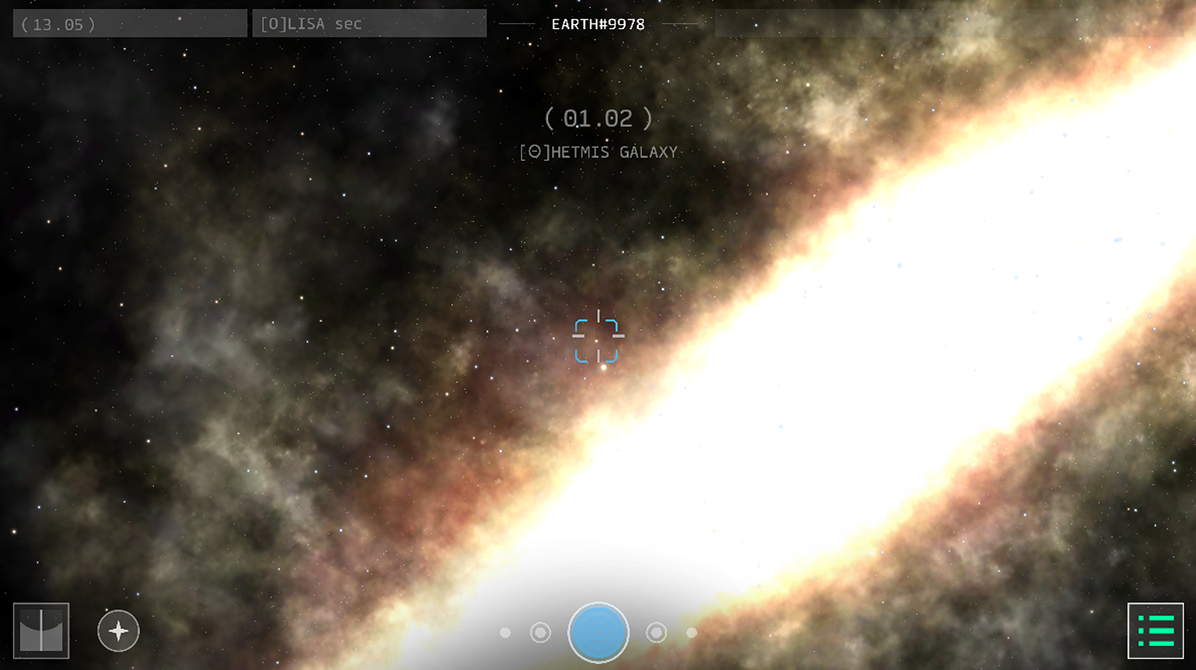 (13.05)
[O]LISA sec
EARTH#9978
(01.02)
[⊖]HETMIS GALAXY